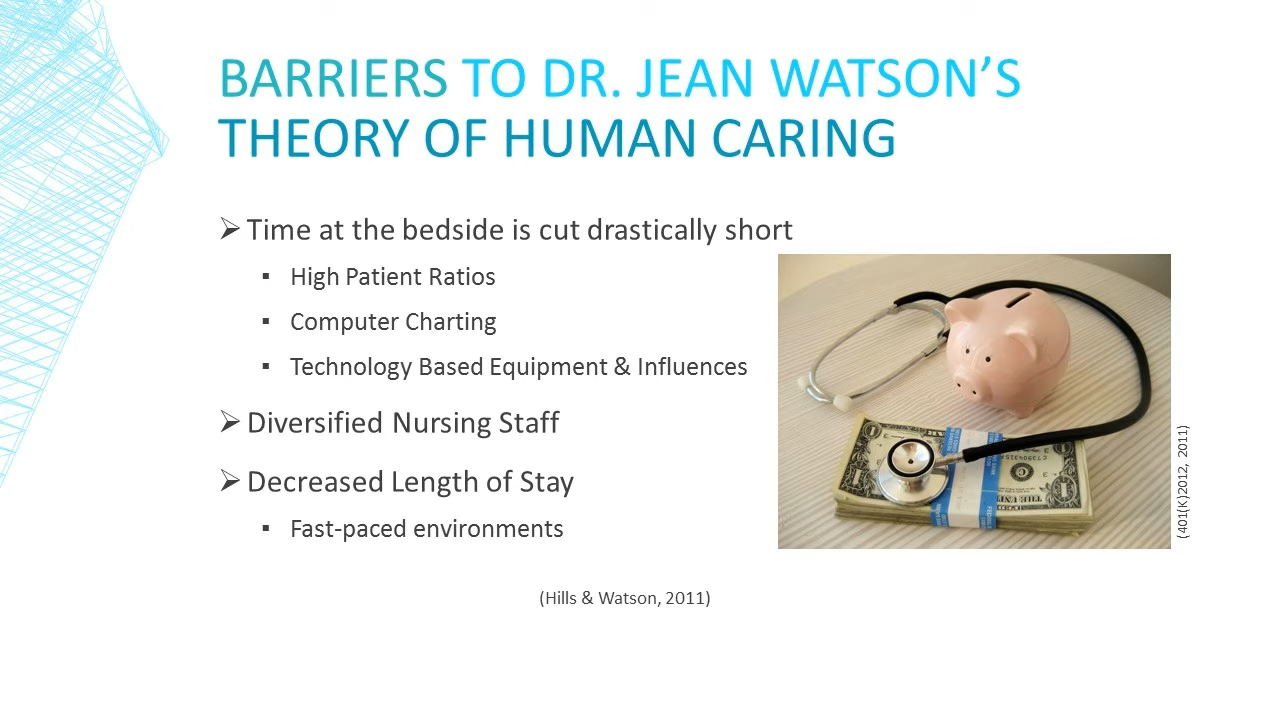 BARRIERS TO DR. JEAN WATSON’S
THEORY OF HUMAN CARING
➢ Time at the bedside is cut drastically short
▪ High Patient Ratios
▪ Computer Charting
▪ Technology Based Equipment & Influences
➢ Diversified Nursing Staff
➢ Decreased Length of Stay
▪ Fast-paced environments
(401(K)2012, 2011)
(Hills & Watson, 2011)